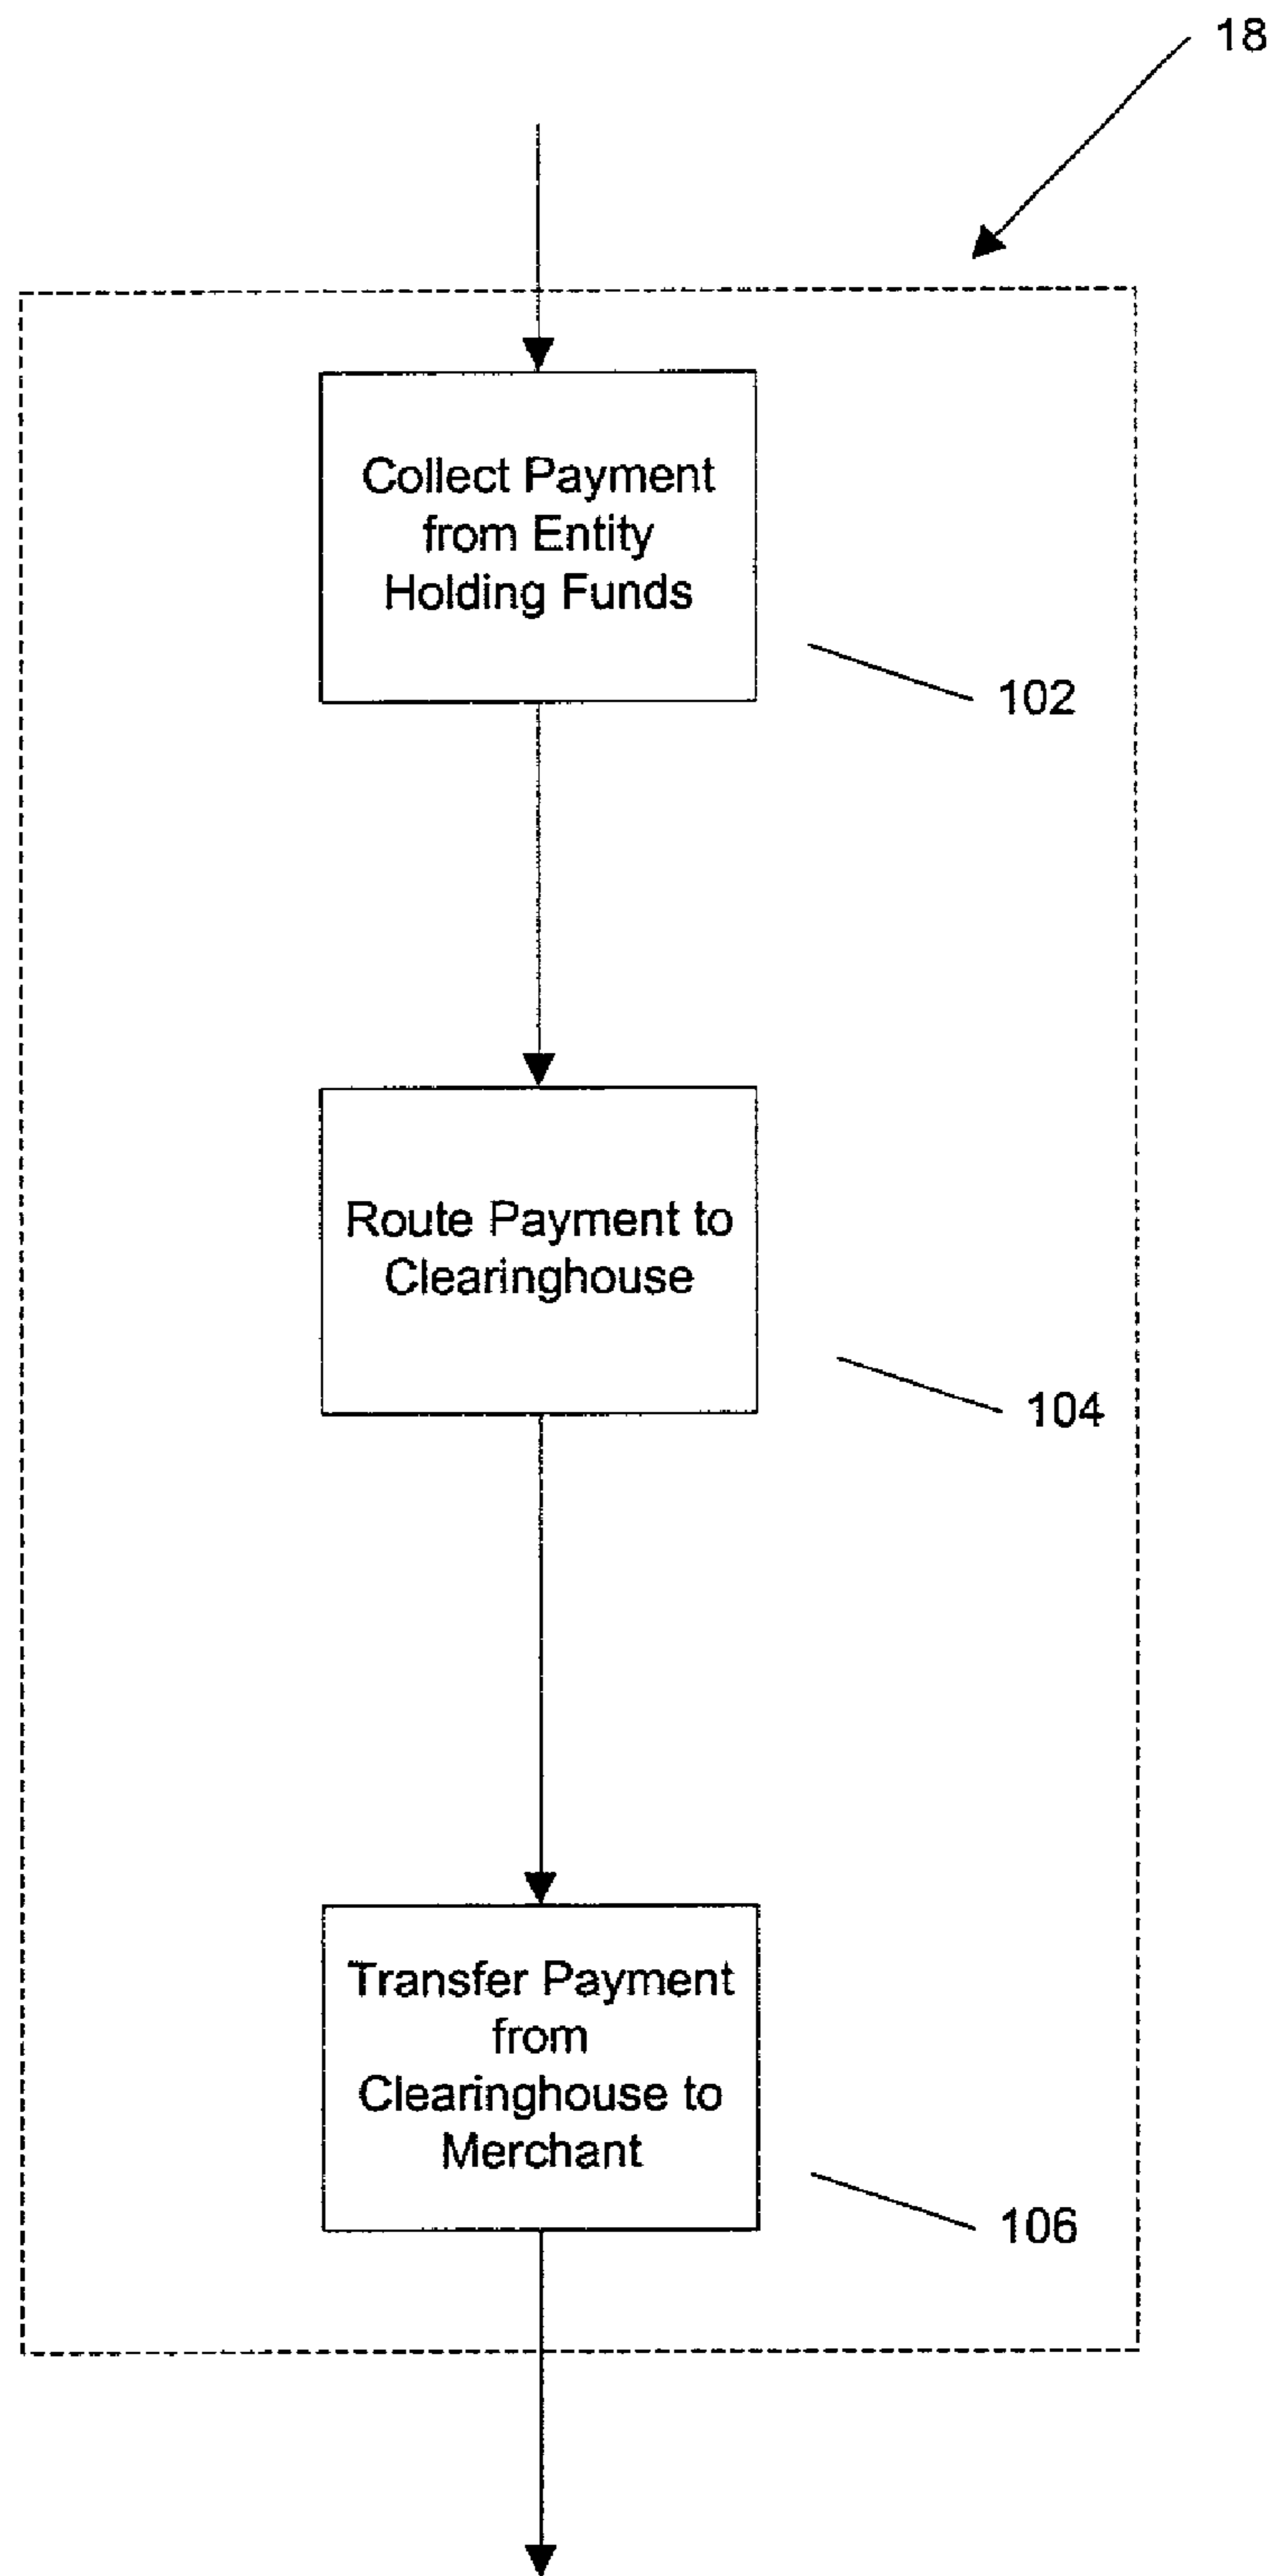 18
Collect Payment
from Entity
Holding Funds
102
Route Payment to
Clearinghouse
104
Transfer Payment
from
Clearinghouse to
Merchant
106